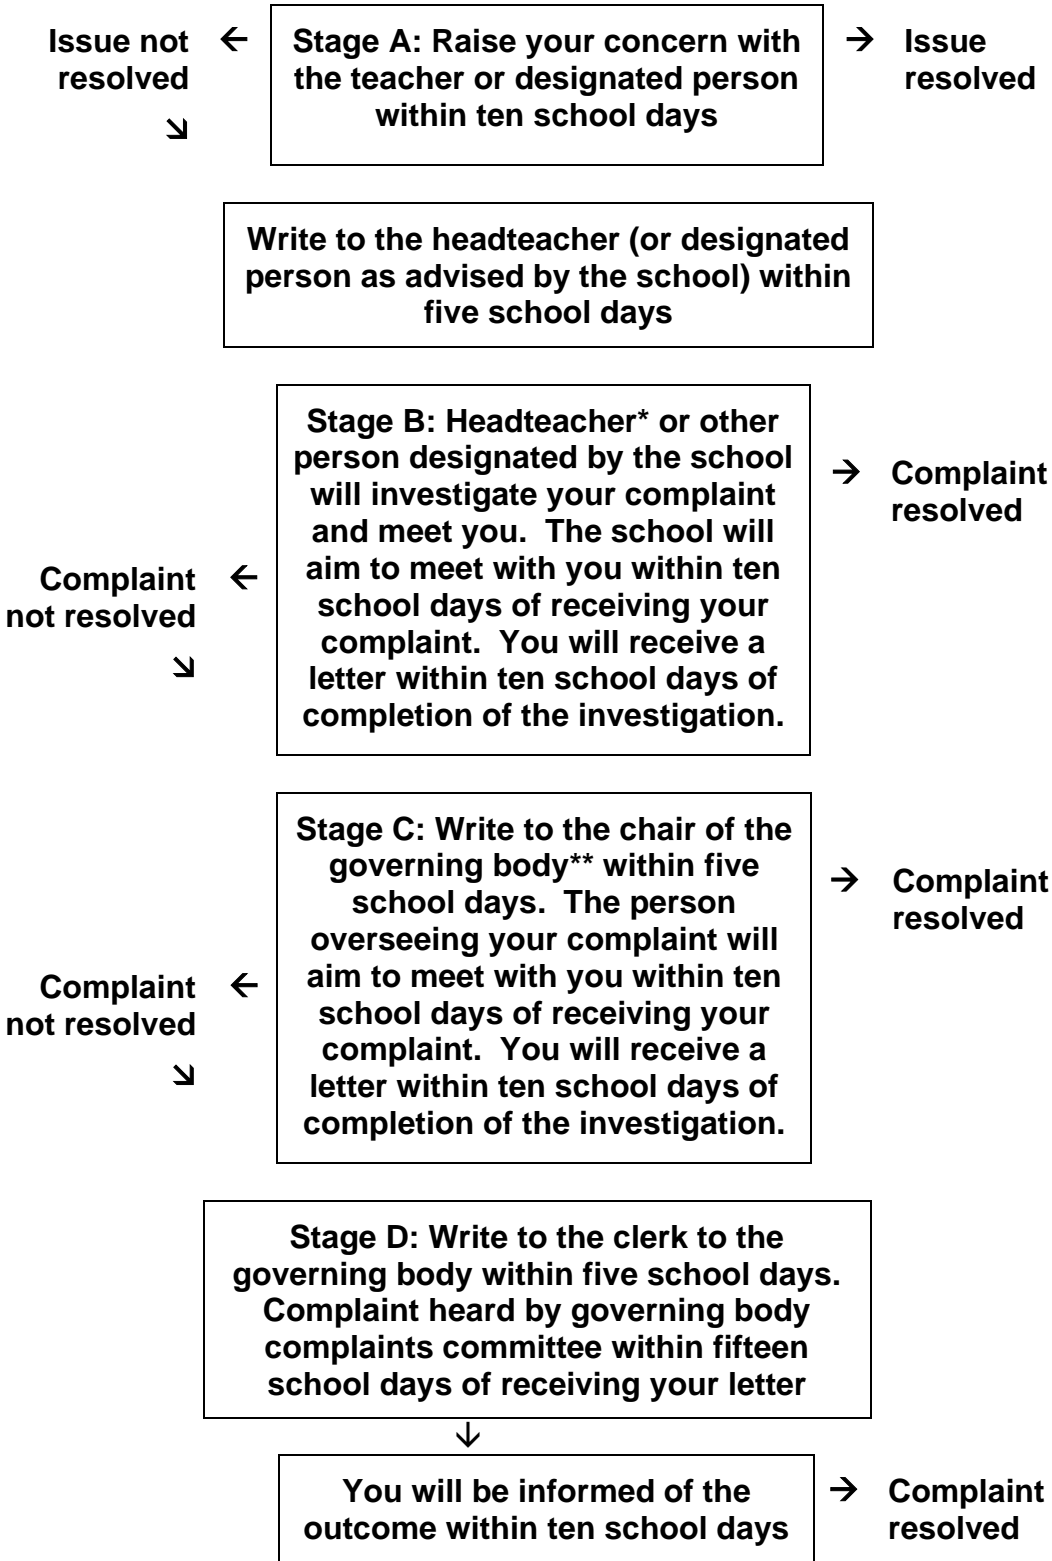 Issue not
resolved
Stage A: Raise your concern with
the teacher or designated person
within ten school days
Issue
resolved
Write to the headteacher (or designated
person as advised by the school) within
five school days
Stage B: Headteacher* or other
person designated by the school
will investigate your complaint
and meet you.  The school will
aim to meet with you within ten
school days of receiving your
complaint.  You will receive a
letter within ten school days of
completion of the investigation.
Complaint
resolved
Complaint
not resolved
Stage C: Write to the chair of the
governing body** within five
school days.  The person
overseeing your complaint will
aim to meet with you within ten
school days of receiving your
complaint.  You will receive a
letter within ten school days of
completion of the investigation.
Complaint
resolved
Complaint
not resolved
Stage D: Write to the clerk to the
governing body within five school days.
Complaint heard by governing body
complaints committee within fifteen
school days of receiving your letter
You will be informed of the
outcome within ten school days
Complaint
resolved